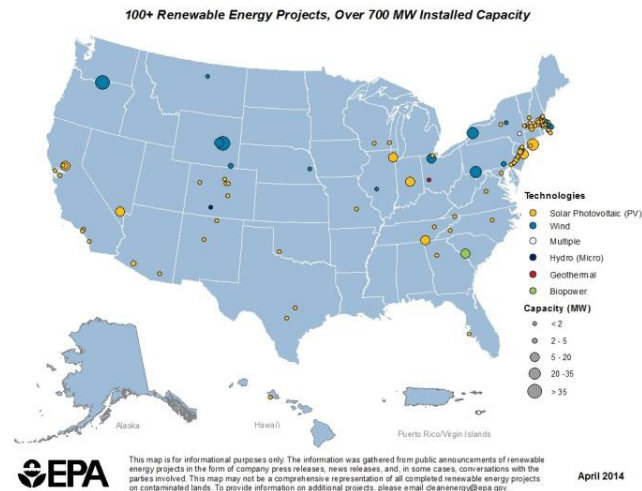 100+ Renewable Energy Projects, Over 700 MW Installed Capacity
Technologies
Solar Photovoltaic (PV)
Wind
Multiple
Hydro (Micro)
Geothermal
Biopower
Capacity (MW)
< 2
2 - 5
5 - 20
20 -35
> 35
Alaska
Hawai'i
Puerto Rico/Virgin Islands
EPA
This map is for informational purposes only. The information was gathered from public announcements of renewable
energy projects in the form of company press releases, news releases, and, in some cases, conversations with the
parties involved. This map may not be a comprehensive representation of all completed renewable energy projects
on contaminated lands. To provide information on additional projects, please email cleanenergy@epa.gov.
April 2014